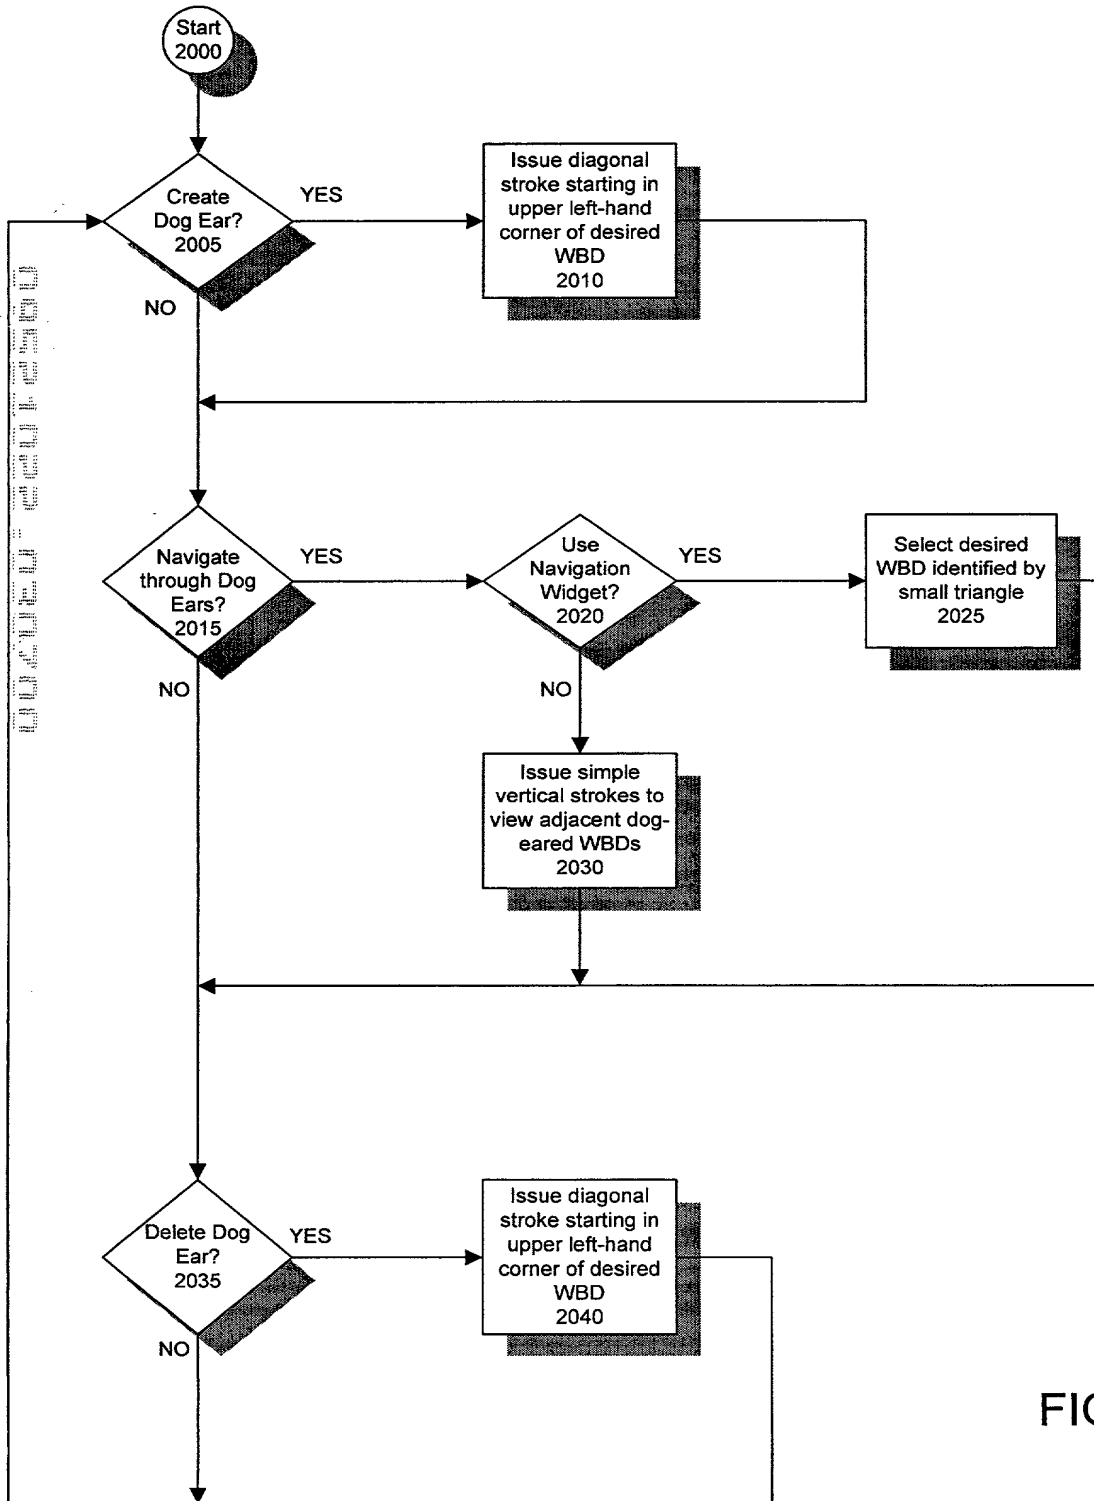 Start
2000
Create
Dog Ear?
2005
YES
NO
Issue diagonal
stroke starting in
upper left-hand
corner of desired
WBD
2010
Navigate
through Dog
Ears?
2015
YES
NO
Use
Navigation
Widget?
2020
YES
NO
Select desired
WBD identified by
small triangle
2025
Issue simple
vertical strokes to
view adjacent dog-
eared WBDs
2030
Delete Dog
Ear?
2035
YES
NO
Issue diagonal
stroke starting in
upper left-hand
corner of desired
WBD
2040